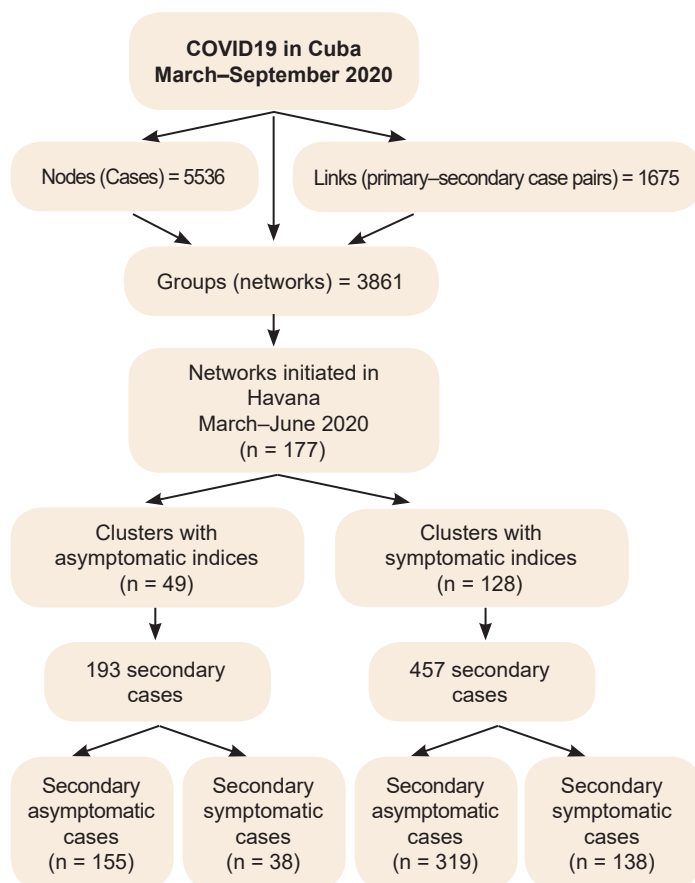 COVID19 in Cuba
March–September 2020
Nodes (Cases) = 5536
Links (primary–secondary case pairs) = 1675
Groups (networks) = 3861
Networks initiated in
Havana
March–June 2020
(n = 177)
Clusters with
asymptomatic indices
(n = 49)
Clusters with
symptomatic indices
(n = 128)
193 secondary
cases
457 secondary
cases
Secondary
asymptomatic
cases
(n = 155)
Secondary
symptomatic
cases
(n = 38)
Secondary
asymptomatic
cases
(n = 319)
Secondary
symptomatic
cases
(n = 138)